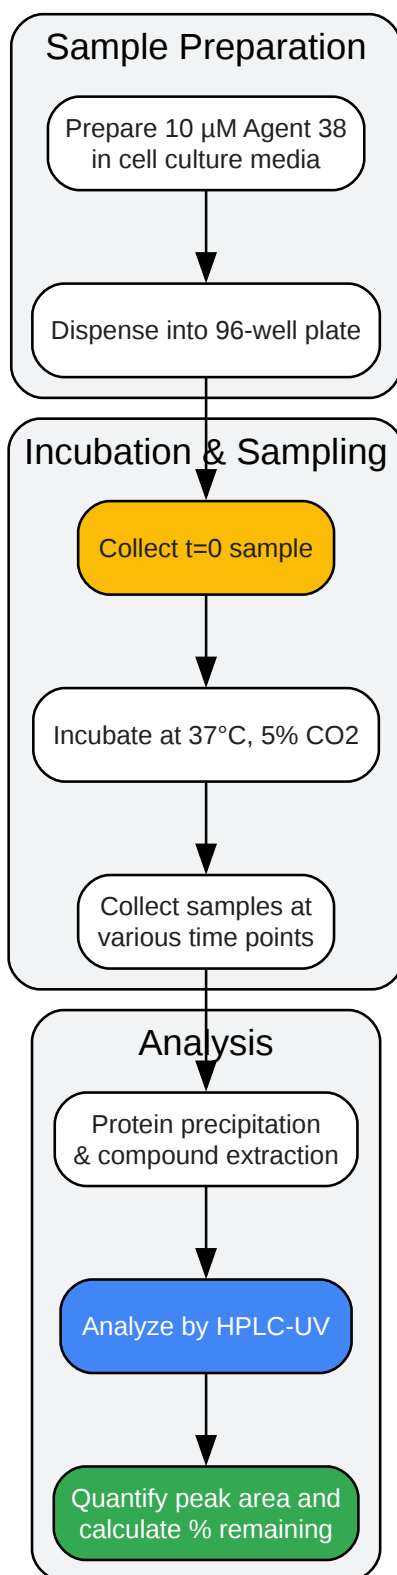 Sample Preparation
Prepare 10 µM Agent 38
in cell culture media
Dispense into 96-well plate
Incubation & Sampling
Collect t=0 sample
Incubate at 37°C, 5% CO2
Collect samples at
various time points
Analysis
Protein precipitation
& compound extraction
Analyze by HPLC-UV
Quantify peak area and
calculate % remaining